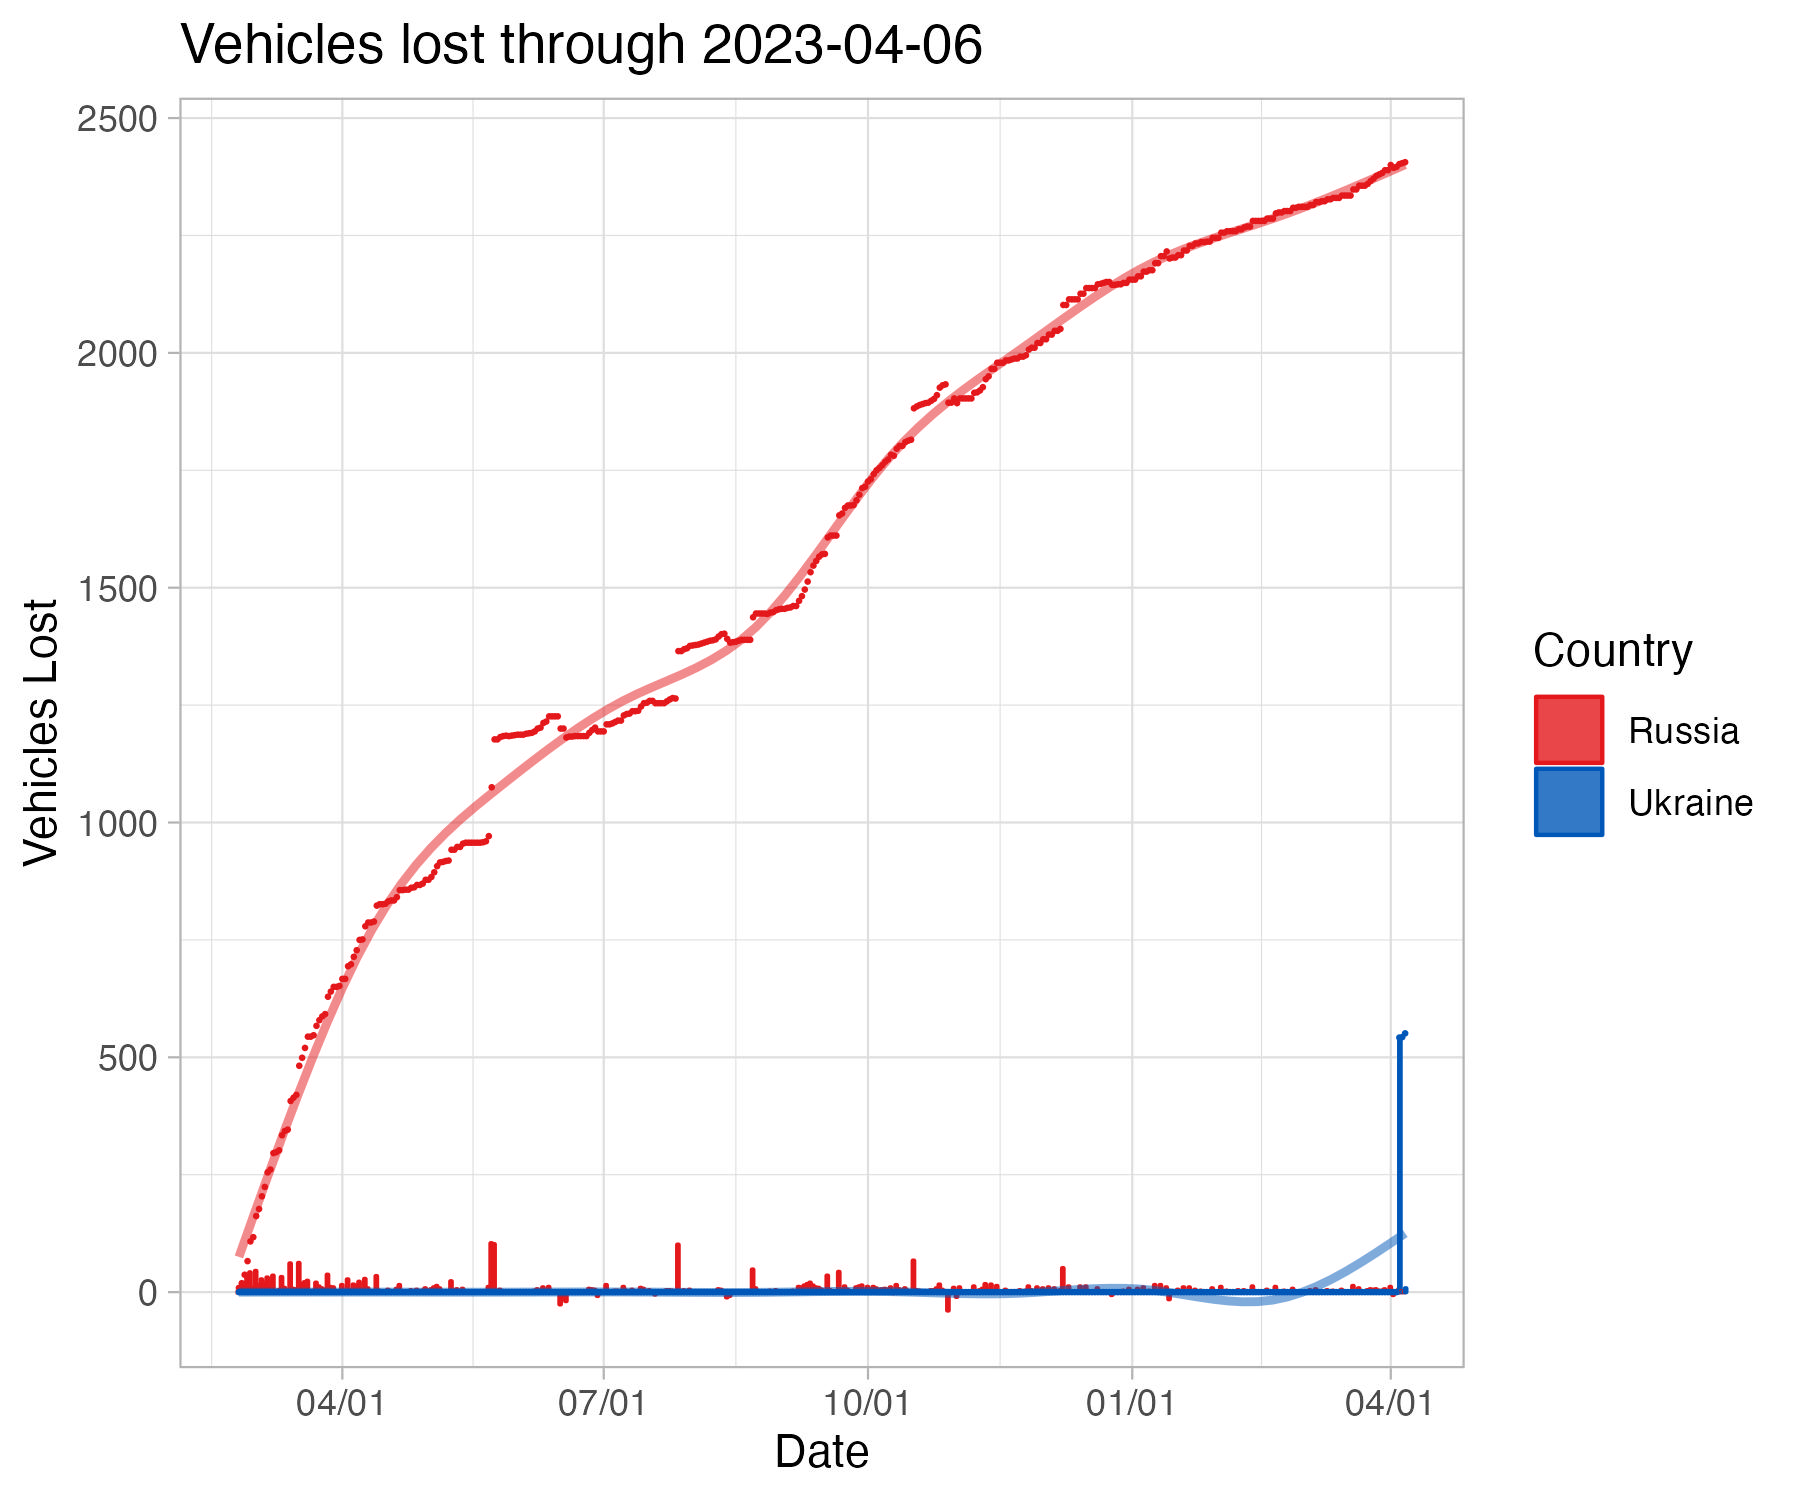 Vehicles lost through 2023-04-06
2500
2000
1500
1000
500
0
Vehicles Lost
04/01
07/01
10/01
01/01
04/01
Date
Country
Russia
Ukraine